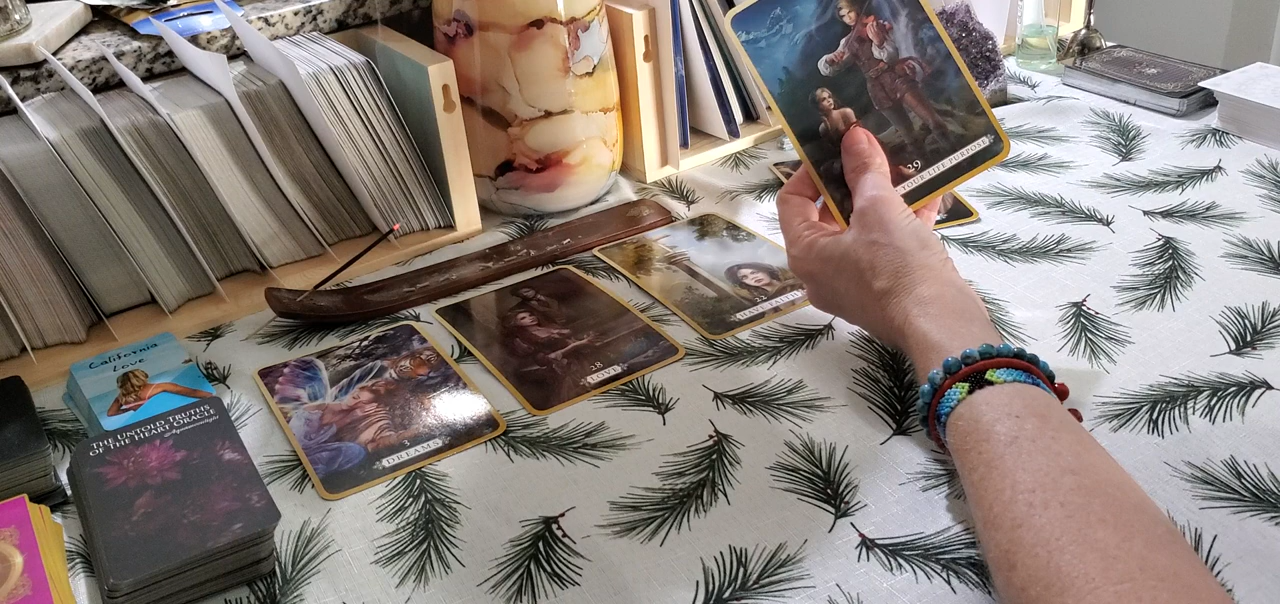 29
YOUR LIFE PURPOSE
22
HAVE FAITH
28
LOVE
3
DREAMS
California
Love
THE UNTOLD TRUTHS
OF THE HEART ORACLE